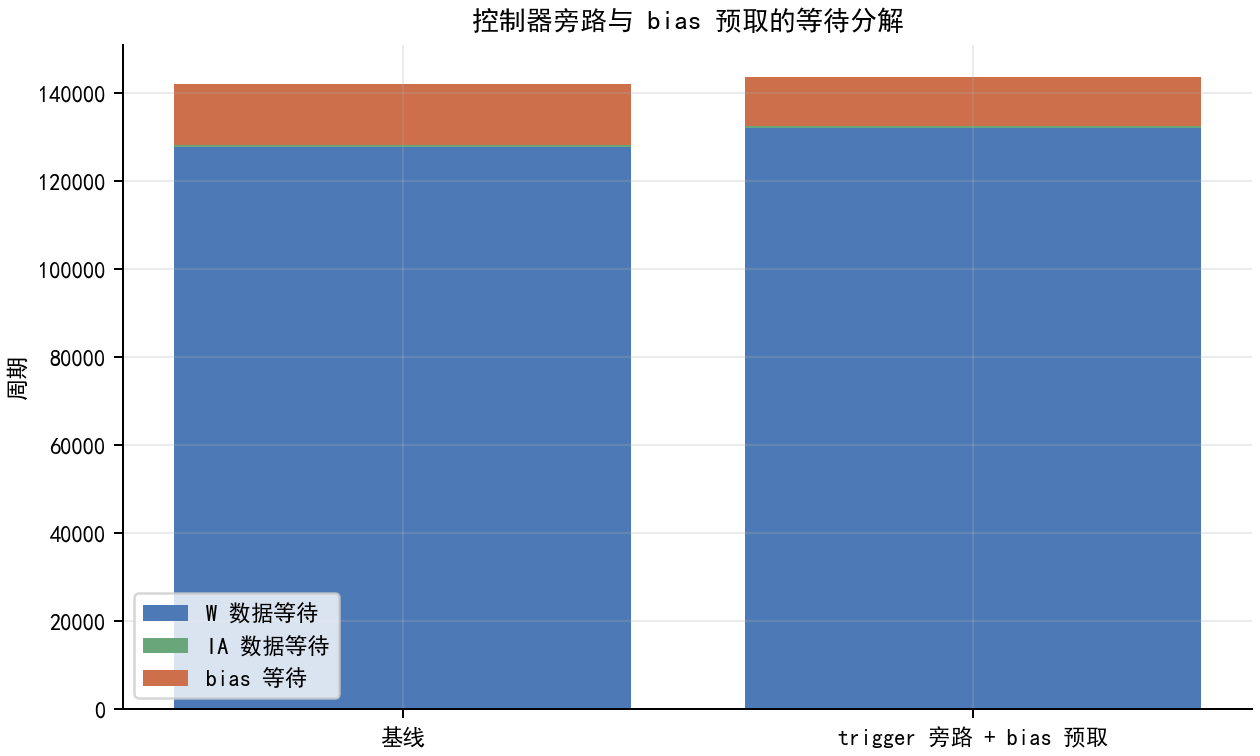 控制器旁路与 bias 预取的等待分解
周期
140000
120000
100000
80000
60000
40000
20000
0
W 数据等待
IA 数据等待
bias 等待
基线
trigger 旁路 + bias 预取